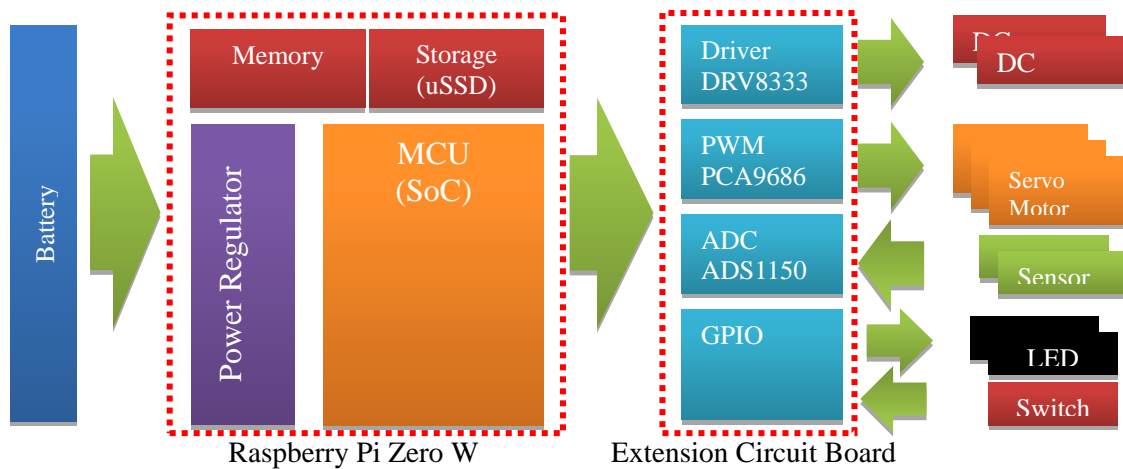 Battery
Memory
Storage
(uSSD)
Power Regulator
MCU
(SoC)
Raspberry Pi Zero W
Driver
DRV8333
PWM
PCA9686
ADC
ADS1150
GPIO
Extension Circuit Board
DC
DC
Servo
Motor
Sensor
LED
Switch